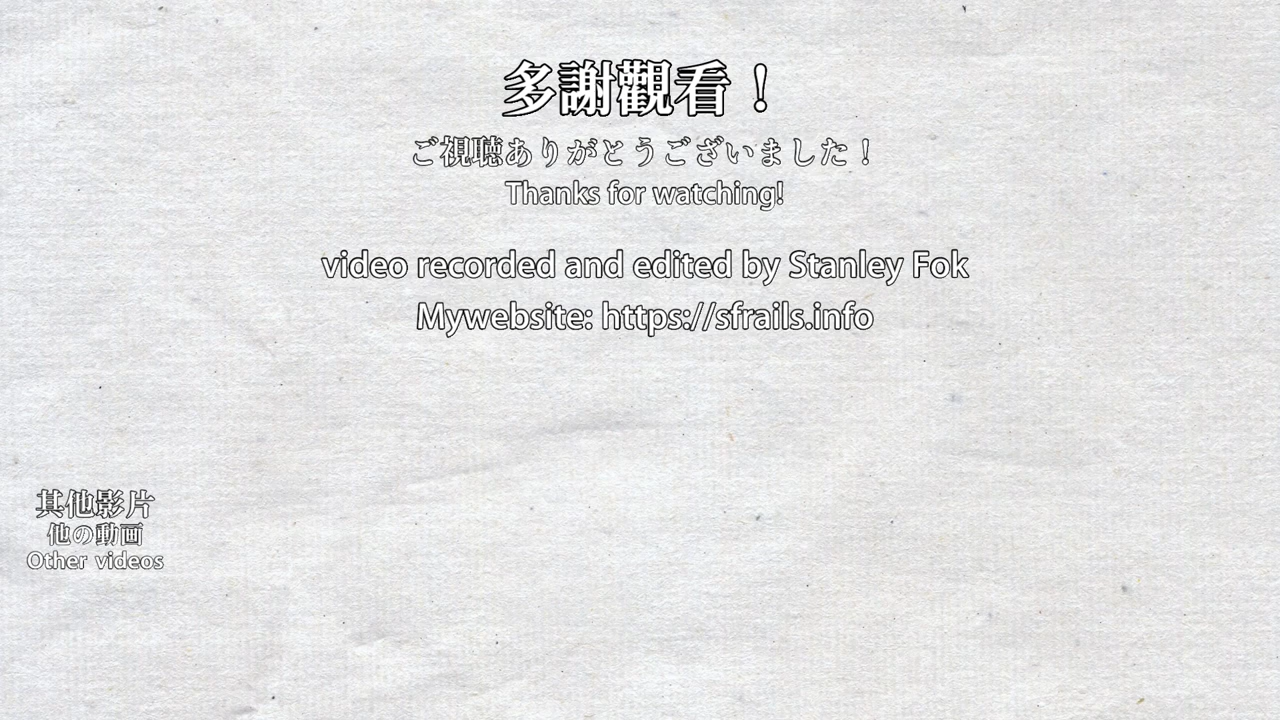 多謝觀看！
ご視聴ありがとうございました！
Thanks for watching!
video recorded and edited by Stanley Fok
Mywebsite: https://sfrails.info
其他影片
他の動画
Other videos